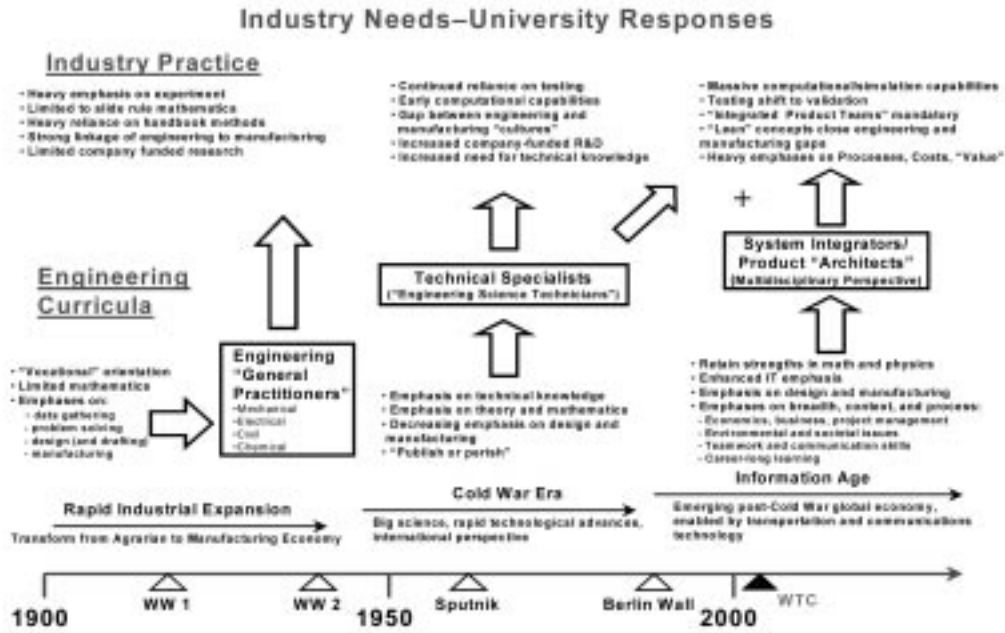 Industry Needs–University Responses
Industry Practice
• Heavy emphasis on experiment
• Limited to slide rule mathematics
• Heavy reliance on handbook methods
• Strong linkage of engineering to manufacturing
• Limited company funded research
• Continued reliance on testing
• Early computational capabilities
• Gap between engineering and
manufacturing "cultures"
• Increased company-funded R&D
• Increased need for technical knowledge
• Massive computational/simulation capabilities
• Testing shift to validation
• "Integrated Product Teams" mandatory
• "Lean" concepts close engineering and
manufacturing gaps
• Heavy emphases on Processes, Costs, "Value"
+
Engineering
Curricula
Technical Specialists
("Engineering Science Technicians")
System Integrators/
Product "Architects"
(Multidisciplinary Perspective)
• "Vocational" orientation
• Limited mathematics
• Emphases on:
- data gathering
- problem solving
- design (and drafting)
- manufacturing
Engineering
"General
Practitioners"
•Mechanical
•Electrical
•Civil
•Chemical
• Emphasis on technical knowledge
• Emphasis on theory and mathematics
• Decreasing emphasis on design and
manufacturing
• "Publish or perish"
• Retain strengths in math and physics
• Enhanced IT emphasis
• Emphasis on design and manufacturing
• Emphases on breadth, context, and process:
- Economics, business, project management
- Environmental and societal issues
- Teamwork and communication skills
- Career-long learning
Rapid Industrial Expansion
Transform from Agrarian to Manufacturing Economy
Cold War Era
Big science, rapid technological advances,
international perspective
Information Age
Emerging post-Cold War global economy,
enabled by transportation and communications
technology
1900
WW 1
WW 2
1950
Sputnik
Berlin Wall
2000
WTC